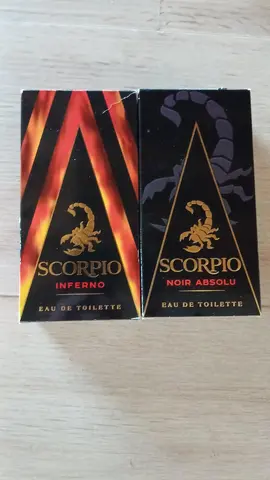 SCORPIO
INFERNO
EAU DE TOILETTE
SCORPIO
NOIR ABSOLU
EAU DE TOILETTE